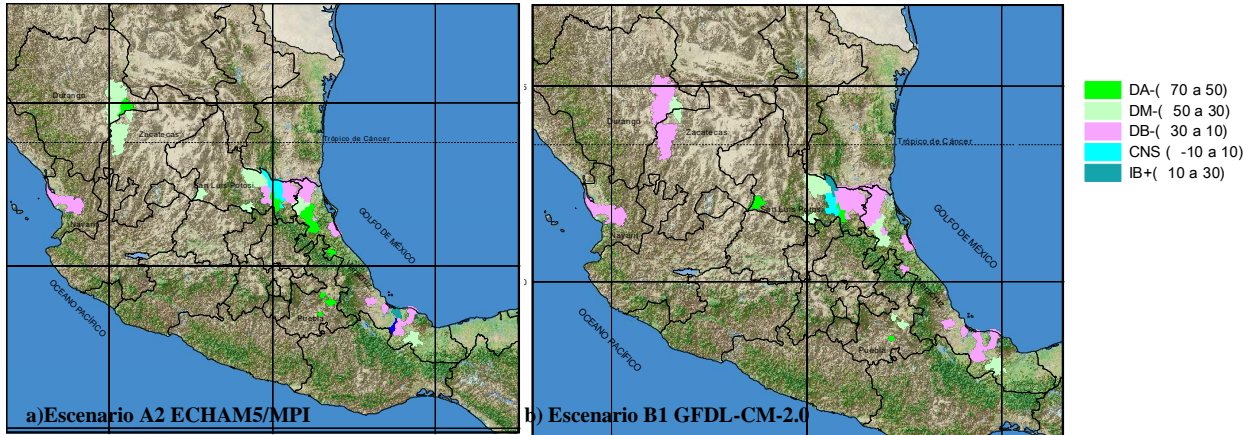 Durango
Zacatecas
Trópico de Cáncer
San Luis Potosí
Nayarit
GOLFO DE MÉXICO
OCEANO PACÍFICO
Puebla
a)Escenario A2 ECHAM5/MPI
Durango
Zacatecas
Trópico de Cáncer
San Luis Potosí
Nayarit
GOLFO DE MÉXICO
OCEANO PACÍFICO
Puebla
b) Escenario B1 GFDL-CM-2.0
DA-( 70 a 50)
DM-( 50 a 30)
DB-( 30 a 10)
CNS ( -10 a 10)
IB+( 10 a 30)